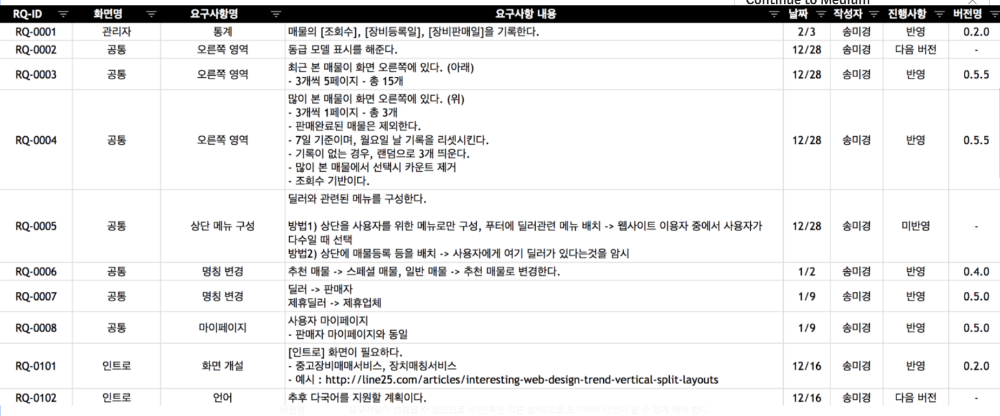 Continue to Medium
RQ-ID 화면명 요구사항명 요구사항 내용 날짜 작성자 진행사항 버전명
RQ-0001 관리자 통계 매물의 [조회수], [장비등록일], [장비판매일]을 기록한다. 2/3 송미경 반영 0.2.0
RQ-0002 공통 오른쪽 영역 동급 모델 표시를 해준다. 12/28 송미경 다음 버전 -
RQ-0003 공통 오른쪽 영역 최근 본 매물이 화면 오른쪽에 있다. (아래) 12/28 송미경 반영 0.5.5
- 3개씩 5페이지 - 총 15개
RQ-0004 공통 오른쪽 영역 많이 본 매물이 화면 오른쪽에 있다. (위) 12/28 송미경 반영 0.5.5
- 3개씩 1페이지 - 총 3개
- 판매완료된 매물은 제외한다.
- 7일 기준이며, 월요일 날 기록을 리셋시킨다.
- 기록이 없는 경우, 랜덤으로 3개 띄운다.
- 많이 본 매물에서 선택시 카운트 제거
- 조회수 기반이다.
RQ-0005 공통 상단 메뉴 구성 딜러와 관련된 메뉴를 구성한다. 12/28 송미경 미반영 -
방법1) 상단을 사용자를 위한 메뉴로만 구성, 푸터에 딜러관련 메뉴 배치 -> 웹사이트 이용자 중에서 사용자가
다수일 때 선택
방법2) 상단에 매물등록 등을 배치 -> 사용자에게 여기 딜러가 있다는것을 암시
RQ-0006 공통 명칭 변경 추천 매물 -> 스페셜 매물, 일반 매물 -> 추천 매물로 변경한다. 1/2 송미경 반영 0.4.0
RQ-0007 공통 명칭 변경 딜러 -> 판매자 1/9 송미경 반영 0.5.0
제휴딜러 -> 제휴업체
RQ-0008 공통 마이페이지 사용자 마이페이지 1/9 송미경 반영 0.5.0
- 판매자 마이페이지와 동일
RQ-0101 인트로 화면 개설 [인트로] 화면이 필요하다. 12/16 송미경 반영 0.2.0
- 중고장비매매서비스, 장치매칭서비스
- 예시 : http://line25.com/articles/interesting-web-design-trend-vertical-split-layouts
RQ-0102 인트로 언어 추후 다국어를 지원할 계획이다. 12/16 송미경 다음 버전 -
버전명 요구사항이 변경될 수 있으므로 버전(혹은 다른 방식)으로 표기하여 타인이 알 수 있게 해야 한다.